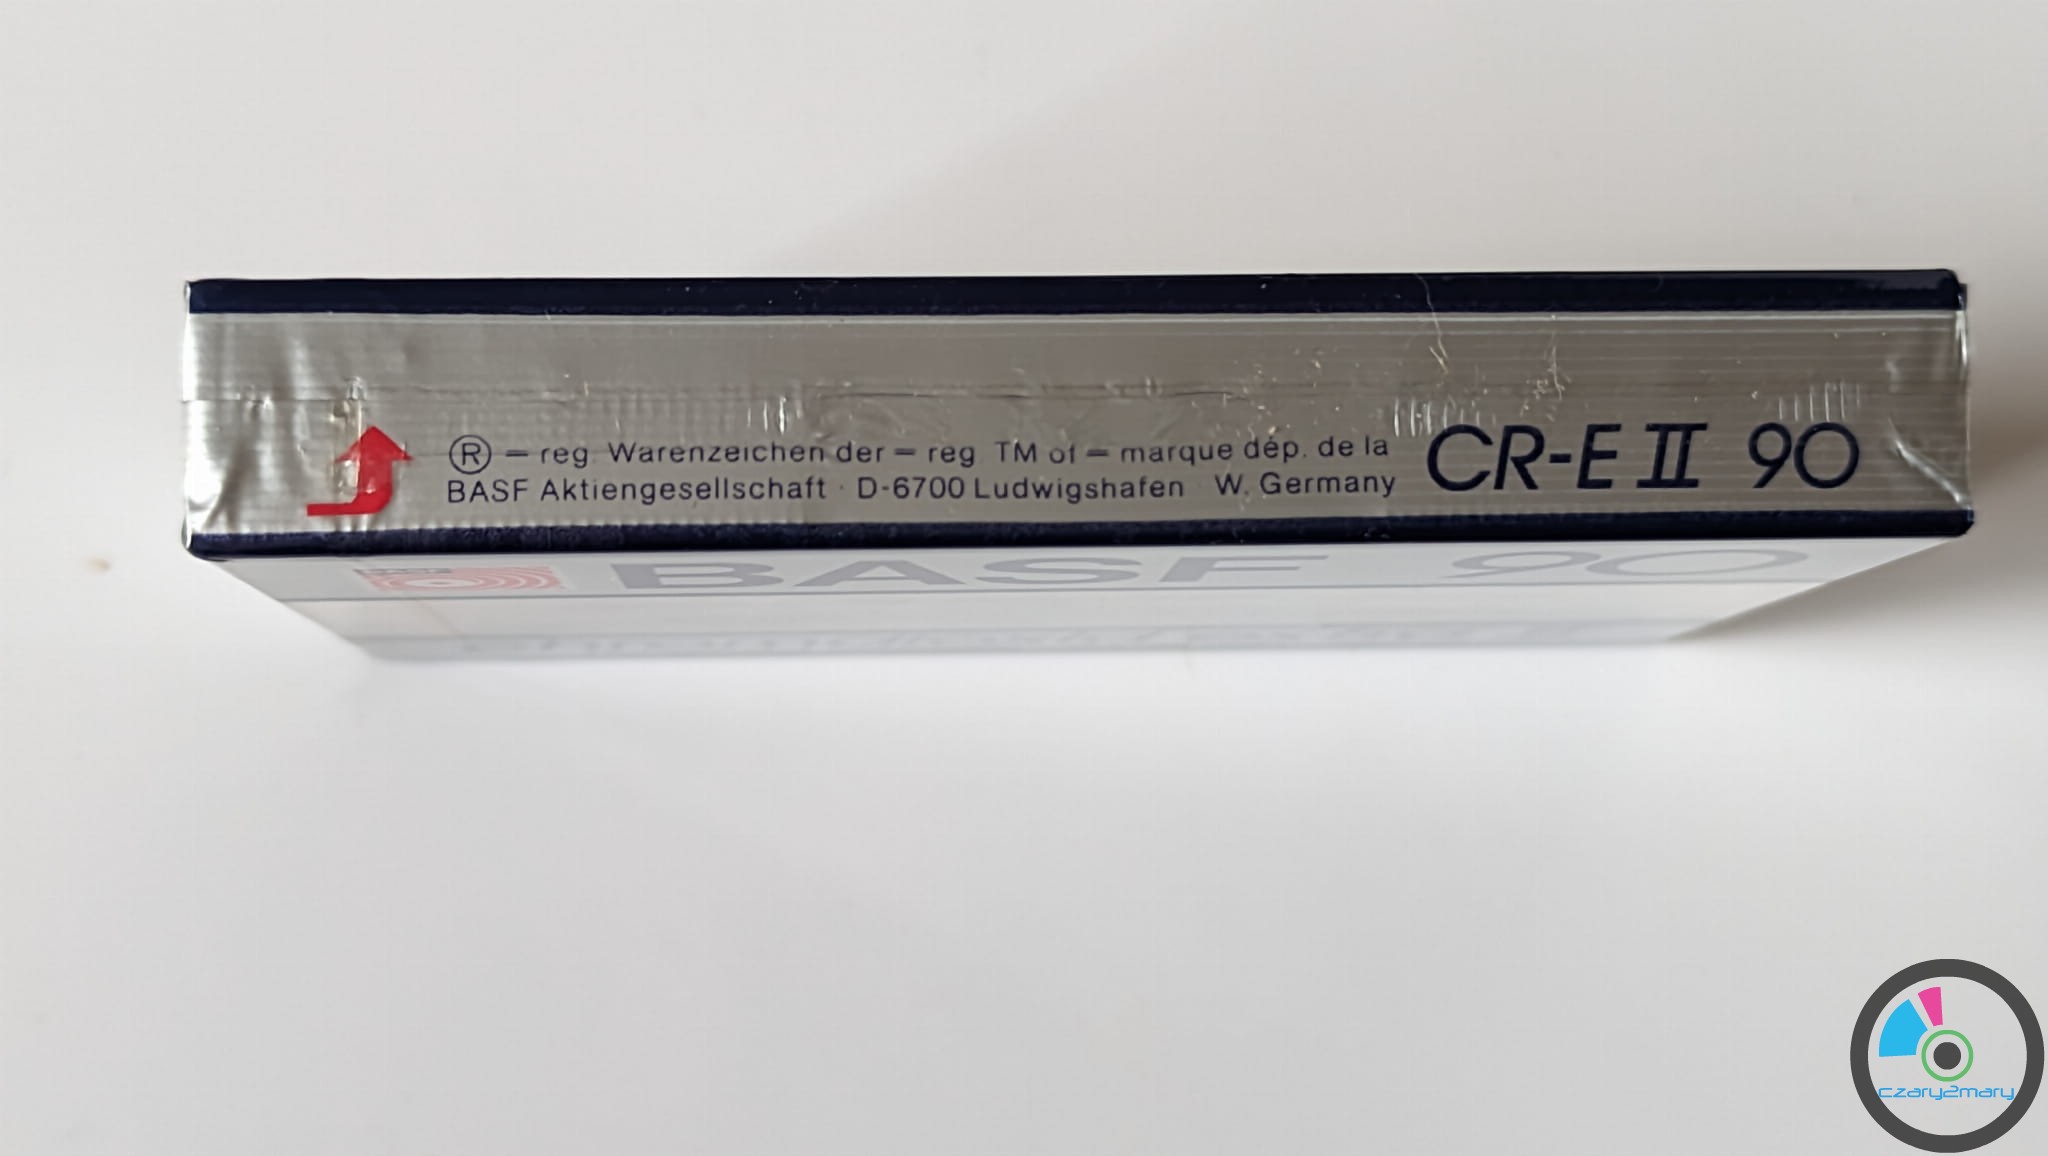 ® = reg. Warenzeichen der = reg. TM of = marque dép. de la
BASF Aktiengesellschaft · D-6700 Ludwigshafen W. Germany
CR-E II 90
BASF 90
czary2mary